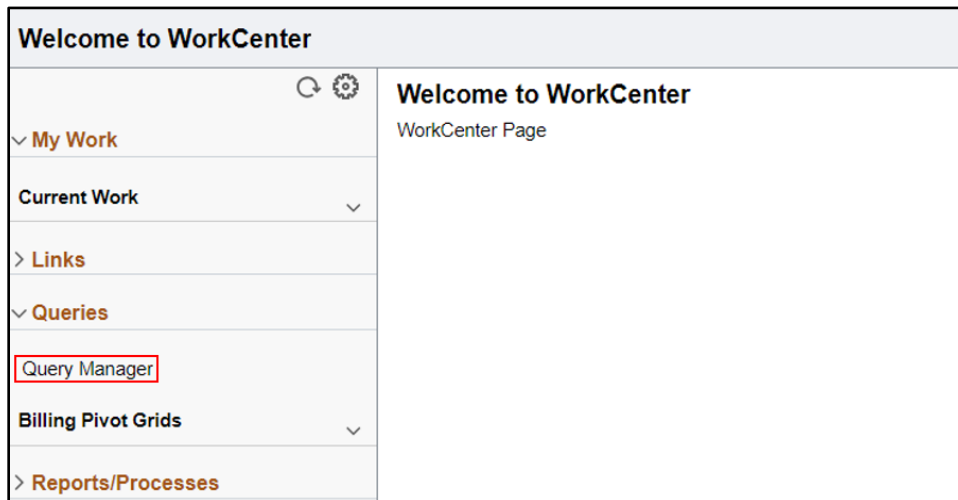 Welcome to WorkCenter
Welcome to WorkCenter
WorkCenter Page
My Work
Current Work
Links
Queries
Query Manager
Billing Pivot Grids
Reports/Processes